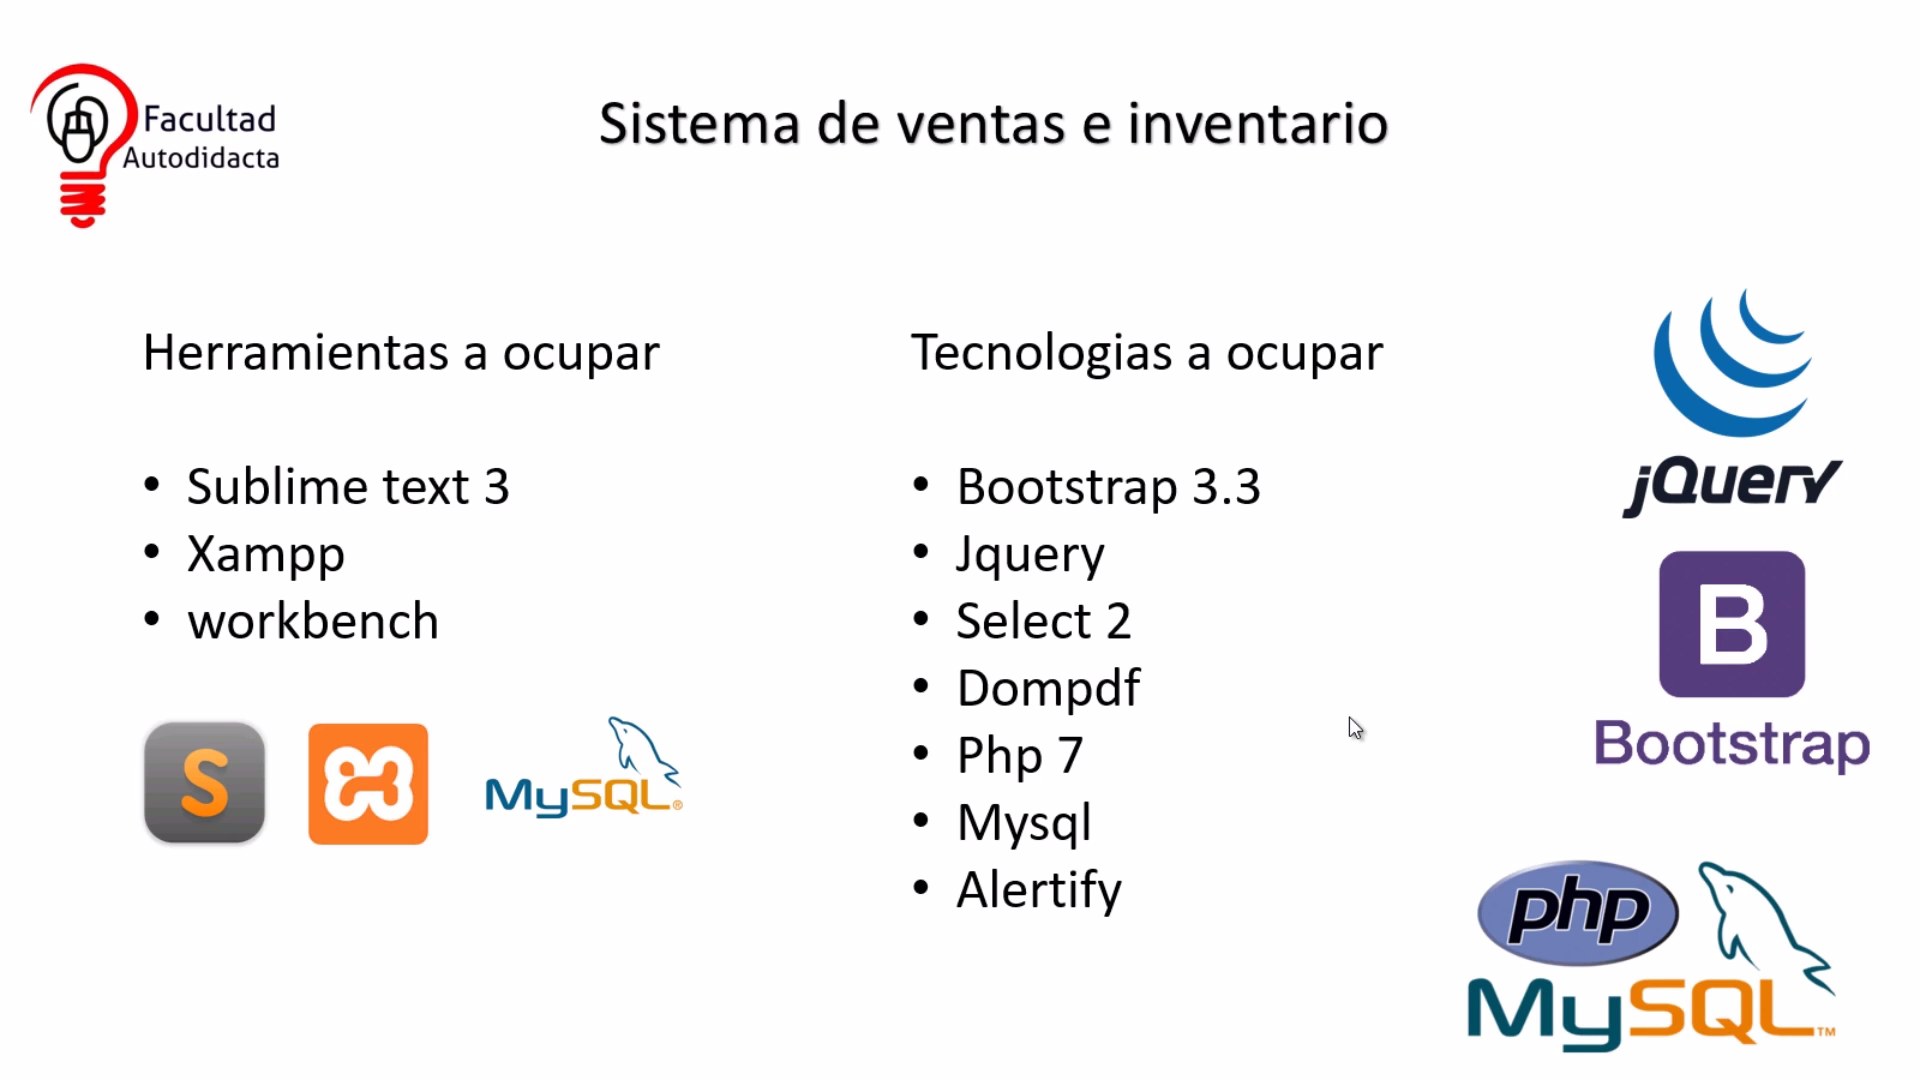 Facultad
Autodidacta
Sistema de ventas e inventario
Herramientas a ocupar
• Sublime text 3
• Xampp
• workbench
S
MySQL®
Tecnologias a ocupar
• Bootstrap 3.3
• Jquery
• Select 2
• Dompdf
• Php 7
• Mysql
• Alertify
jQuery
B
Bootstrap
php
MySQL™